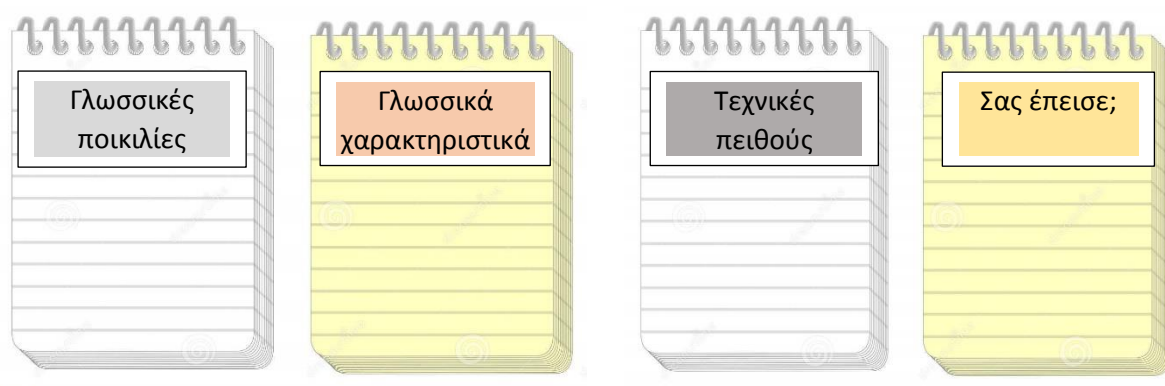 Γλωσσικές
ποικιλίες
Γλωσσικά
χαρακτηριστικά
Τεχνικές
πειθούς
Σας έπεισε;